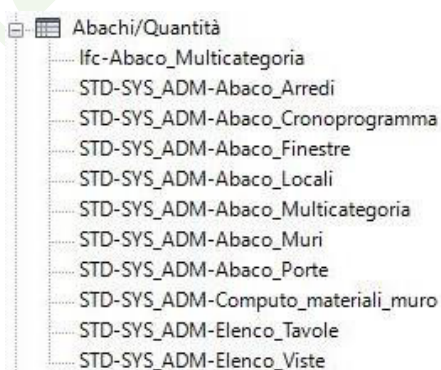 Abachi/Quantità
Ifc-Abaco_Multicategoria
STD-SYS_ADM-Abaco_Arredi
STD-SYS_ADM-Abaco_Cronoprogramma
STD-SYS_ADM-Abaco_Finestre
STD-SYS_ADM-Abaco_Locali
STD-SYS_ADM-Abaco_Multicategoria
STD-SYS_ADM-Abaco_Muri
STD-SYS_ADM-Abaco_Porte
STD-SYS_ADM-Computo_materiali_muro
STD-SYS_ADM-Elenco_Tavole
STD-SYS_ADM-Elenco_Viste